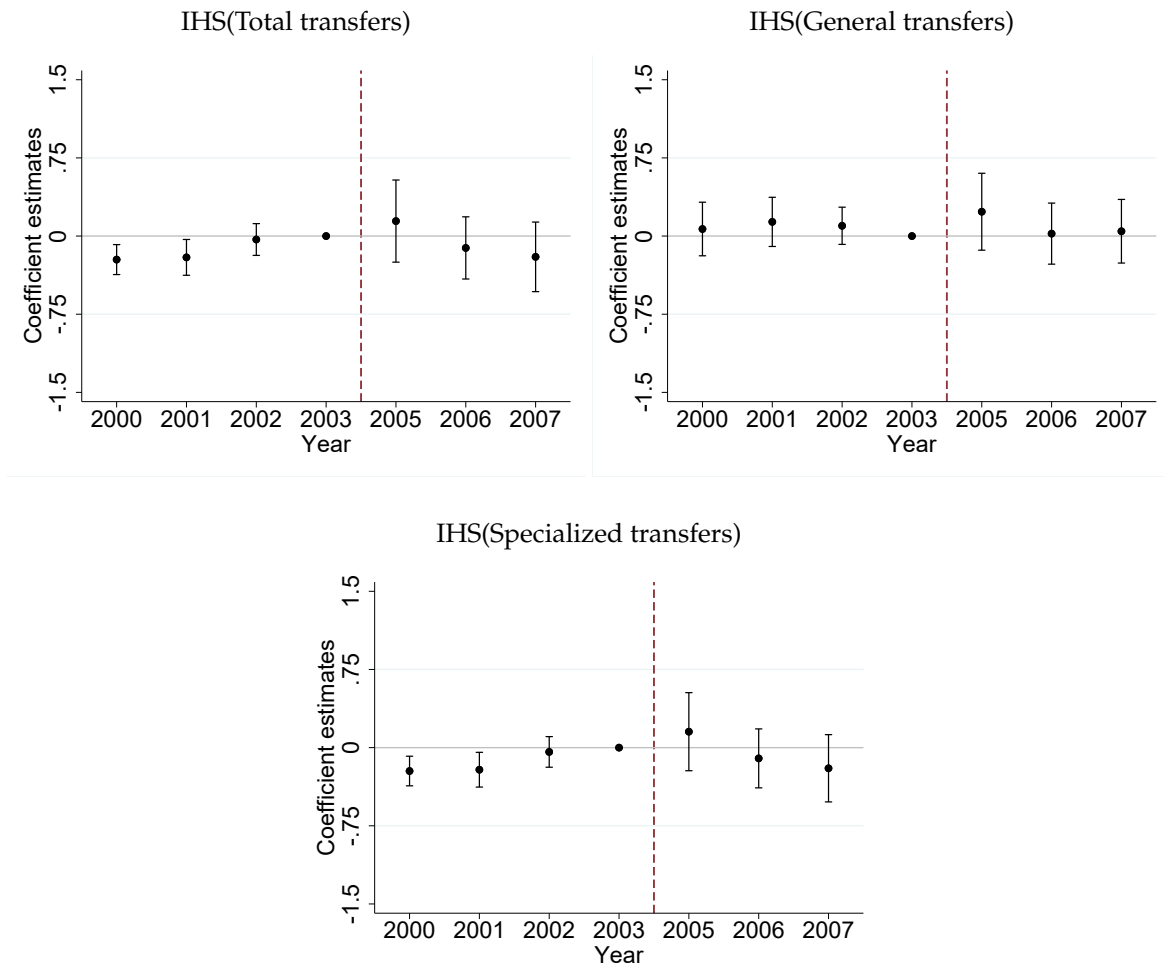 IHS(Total transfers)
Coefficient estimates
1.5
.75
0
-.75
-1.5
2000 2001 2002 2003 2005 2006 2007
Year
IHS(General transfers)
Coefficient estimates
1.5
.75
0
-.75
-1.5
2000 2001 2002 2003 2005 2006 2007
Year
IHS(Specialized transfers)
Coefficient estimates
1.5
.75
0
-.75
-1.5
2000 2001 2002 2003 2005 2006 2007
Year